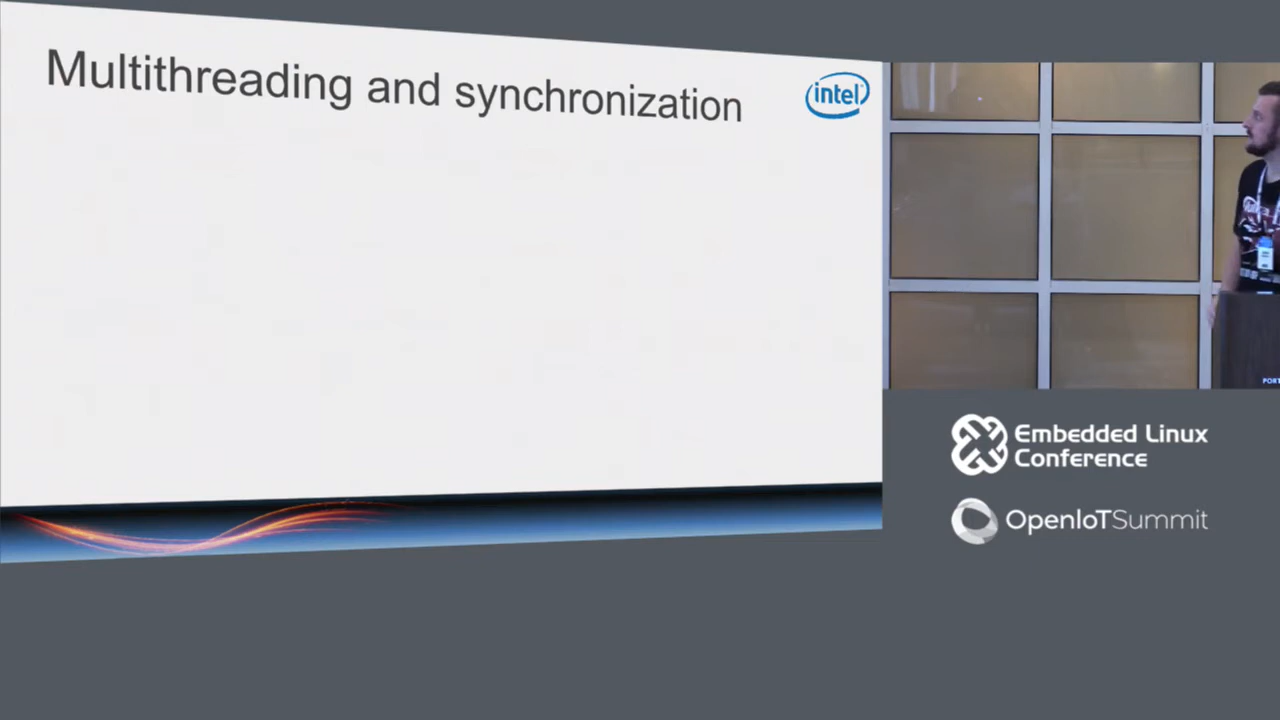 Multithreading and synchronization
intel
Embedded Linux
Conference
OpenIoTSummit